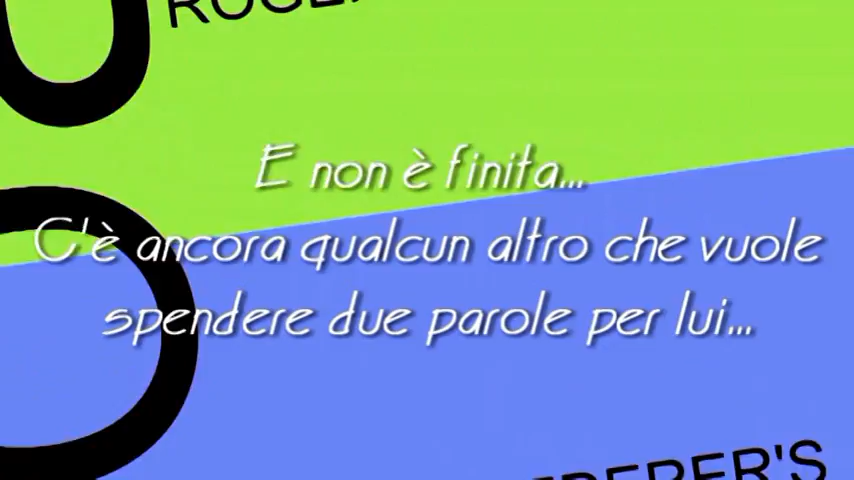 E non è finita...
C'è ancora qualcun altro che vuole
spendere due parole per lui...